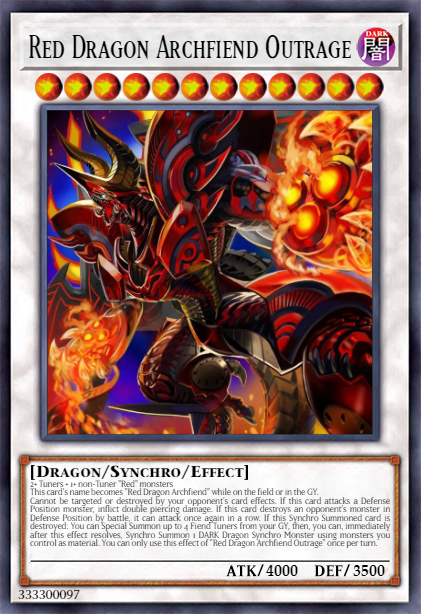 RED DRAGON ARCHFIEND OUTRAGE
DARK
闇
[DRAGON/SYNCHRO/EFFECT]
2+ Tuners + 1+ non-Tuner "Red" monsters
This card's name becomes "Red Dragon Archfiend" while on the field or in the GY.
Cannot be targeted or destroyed by your opponent's card effects. If this card attacks a Defense
Position monster, inflict double piercing damage. If this card destroys an opponent's monster in
Defense Position by battle, it can attack once again in a row. If this Synchro Summoned card is
destroyed: You can Special Summon up to 4 Fiend Tuners from your GY, then, you can, immediately
after this effect resolves, Synchro Summon 1 DARK Dragon Synchro Monster using monsters you
control as material. You can only use this effect of "Red Dragon Archfiend Outrage" once per turn.
ATK/4000 DEF/3500
333300097